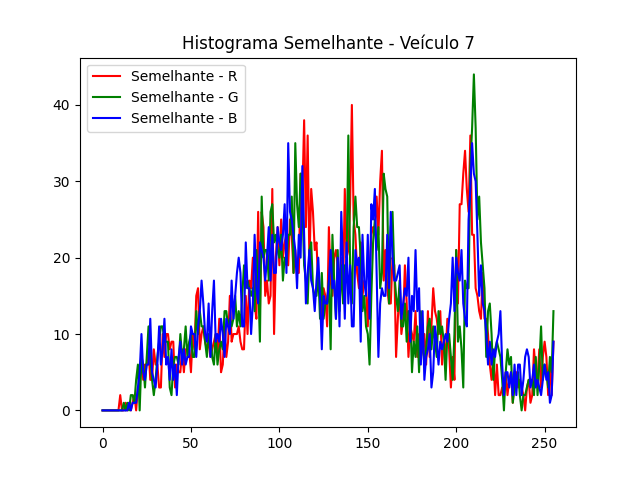 Histograma Semelhante - Veículo 7
Semelhante - R
Semelhante - G
Semelhante - B
40
30
20
10
0
0 50 100 150 200 250